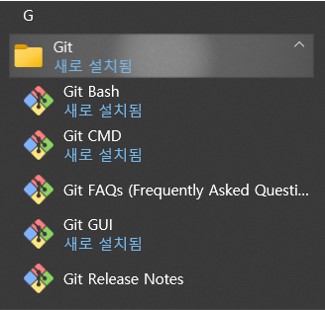 G
Git
새로 설치됨
Git Bash
새로 설치됨
Git CMD
새로 설치됨
Git FAQs (Frequently Asked Questi...
Git GUI
새로 설치됨
Git Release Notes